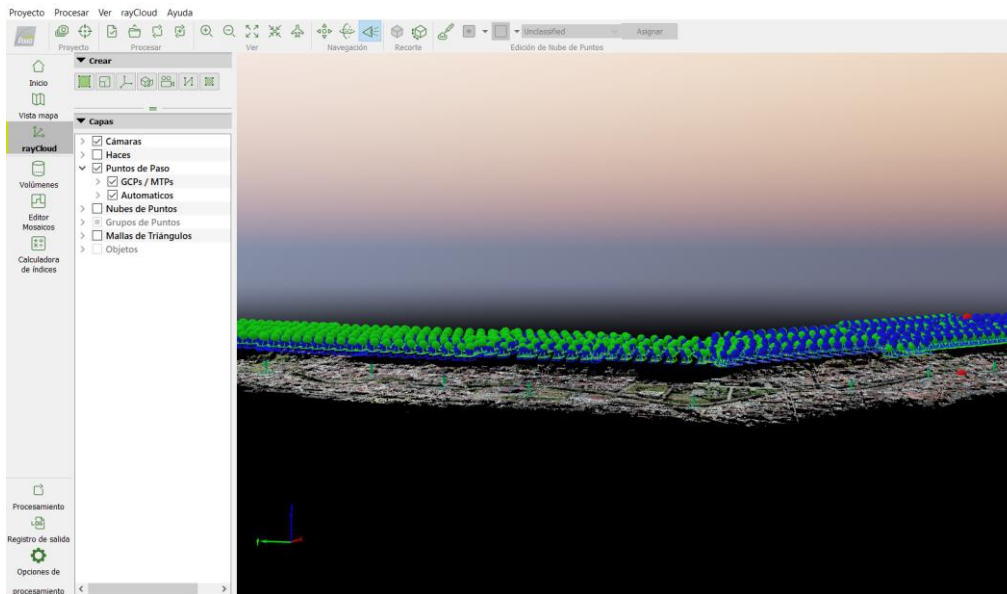 Proyecto Procesar Ver rayCloud Ayuda
Proyecto Procesar Ver Navegación Recorte Edición de Nube de Puntos
Unclassified Asignar
Inicio
Vista mapa
rayCloud
Volúmenes
Editor
Mosaicos
Calculadora
de índices
Crear
Capas
Cámaras
Haces
Puntos de Paso
GCPs / MTPs
Automaticos
Nubes de Puntos
Grupos de Puntos
Mallas de Triángulos
Objetos
Procesamiento
LOG
Registro de salida
Opciones de
procesamiento